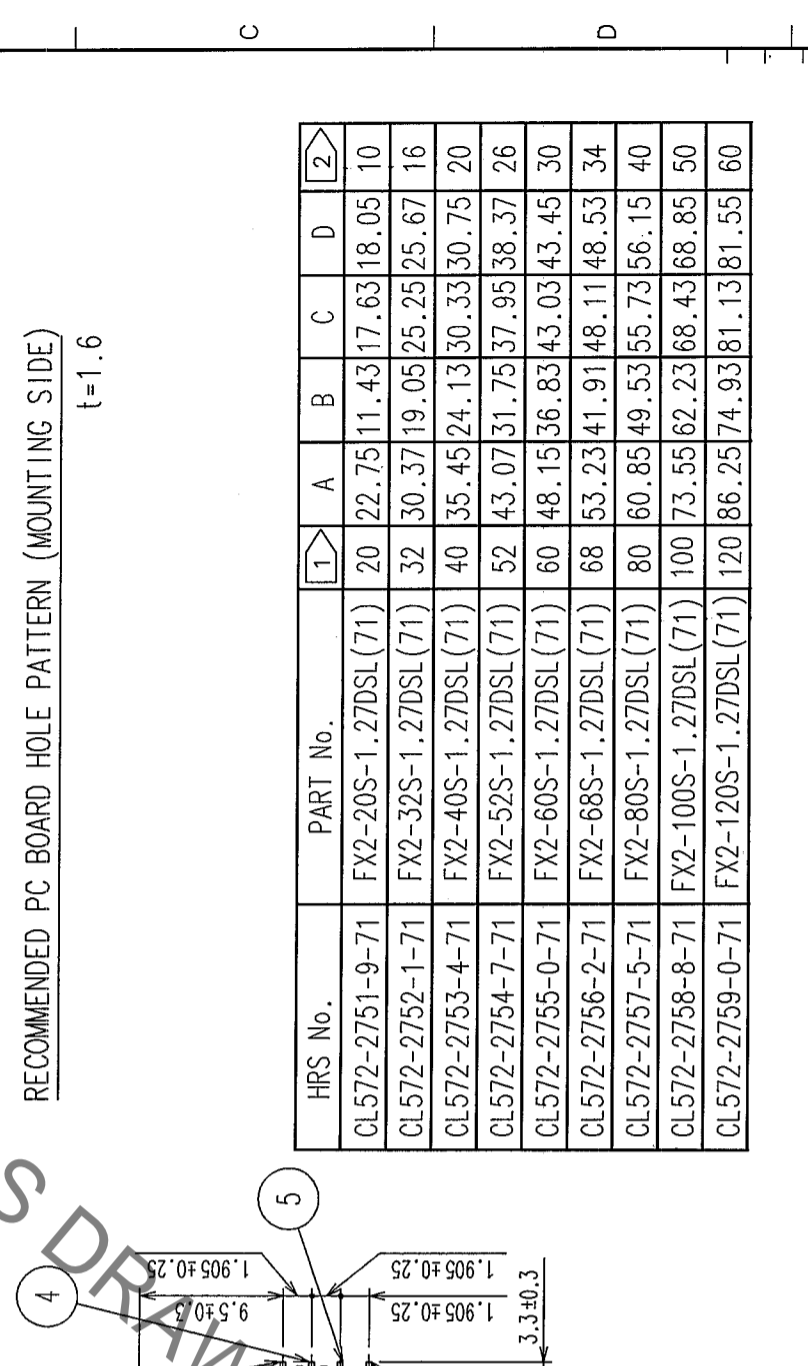 C
D
RECOMMENDED PC BOARD HOLE PATTERN (MOUNTING SIDE)
t=1.6
HRS No. PART No. 1 A B C D 2
CL572-2751-9-71 FX2-20S-1.27DSL(71) 20 22.75 11.43 17.63 18.05 10
CL572-2752-1-71 FX2-32S-1.27DSL(71) 32 30.37 19.05 25.25 25.67 16
CL572-2753-4-71 FX2-40S-1.27DSL(71) 40 35.45 24.13 30.33 30.75 20
CL572-2754-7-71 FX2-52S-1.27DSL(71) 52 43.07 31.75 37.95 38.37 26
CL572-2755-0-71 FX2-60S-1.27DSL(71) 60 48.15 36.83 43.03 43.45 30
CL572-2756-2-71 FX2-68S-1.27DSL(71) 68 53.23 41.91 48.11 48.53 34
CL572-2757-5-71 FX2-80S-1.27DSL(71) 80 60.85 49.53 55.73 56.15 40
CL572-2758-8-71 FX2-100S-1.27DSL(71) 100 73.55 62.23 68.43 68.85 50
CL572-2759-0-71 FX2-120S-1.27DSL(71) 120 86.25 74.93 81.13 81.55 60
4
5
9.5±0.3
1.905±0.25
1.905±0.25
1.905±0.25
3.3±0.3
S DRAW